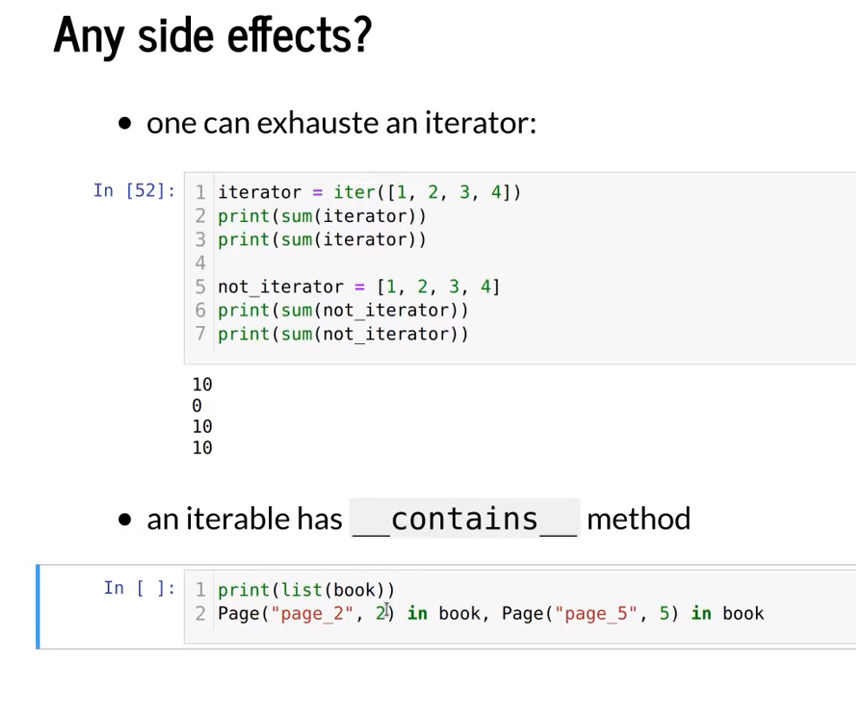 Any side effects?
• one can exhauste an iterator:
In [52]:
1 iterator = iter([1, 2, 3, 4])
2 print(sum(iterator))
3 print(sum(iterator))
4
5 not_iterator = [1, 2, 3, 4]
6 print(sum(not_iterator))
7 print(sum(not_iterator))
10
0
10
10
• an iterable has __contains__ method
In [ ]:
1 print(list(book))
2 Page("page_2", 2) in book, Page("page_5", 5) in book